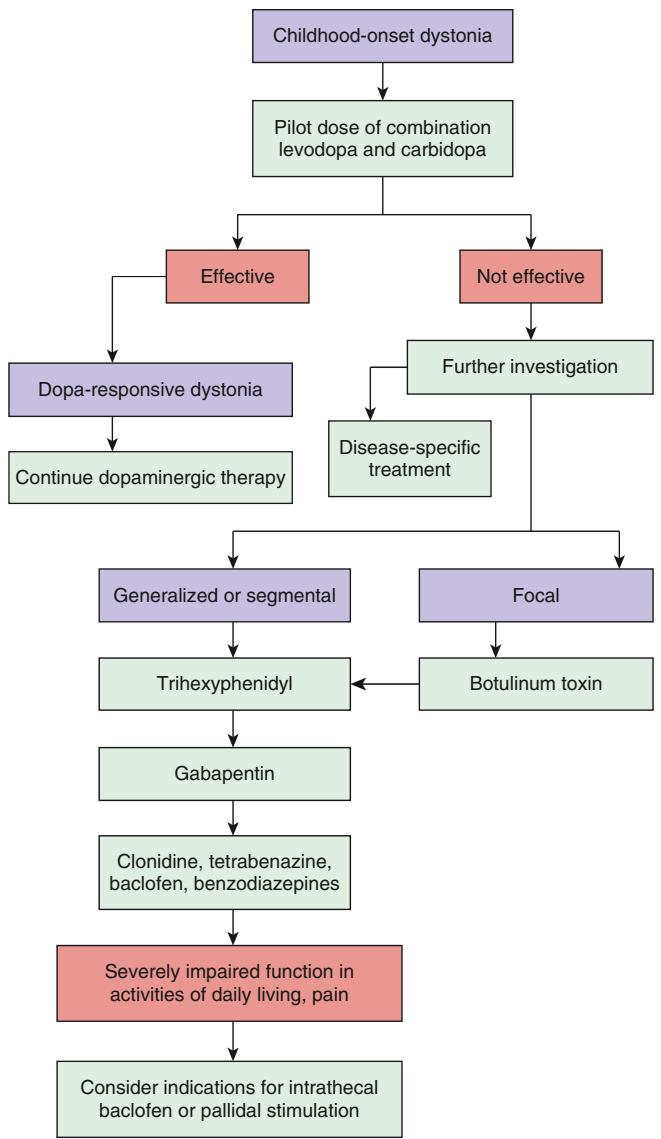 Childhood-onset dystonia
Pilot dose of combination
levodopa and carbidopa
Effective
Not effective
Dopa-responsive dystonia
Further investigation
Continue dopaminergic therapy
Disease-specific
treatment
Generalized or segmental
Focal
Trihexyphenidyl
Botulinum toxin
Gabapentin
Clonidine, tetrabenazine,
baclofen, benzodiazepines
Severely impaired function in
activities of daily living, pain
Consider indications for intrathecal
baclofen or pallidal stimulation